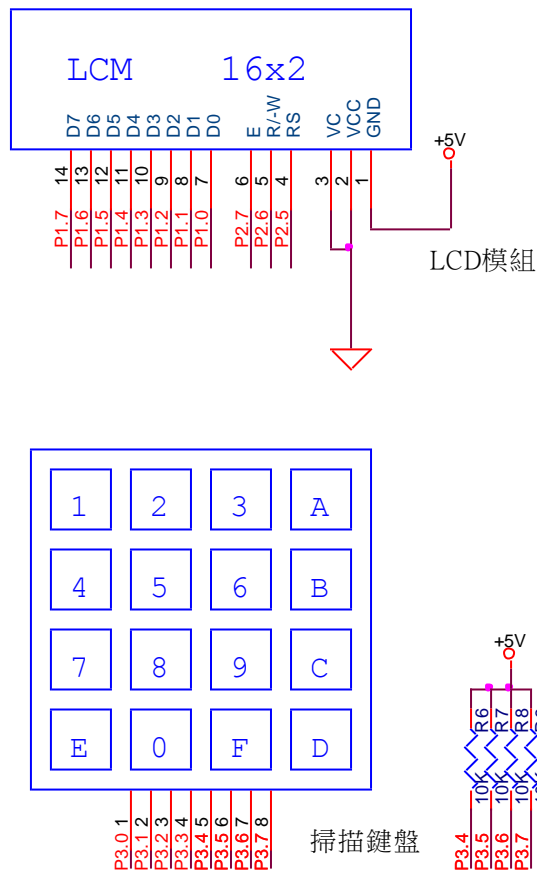 LCM 16x2
D7 D6 D5 D4 D3 D2 D1 D0 E R/-W RS VC VCC GND
14 13 12 11 10 9 8 7 6 5 4 3 2 1
P1.7 P1.6 P1.5 P1.4 P1.3 P1.2 P1.1 P1.0 P2.7 P2.6 P2.5
+5V
LCD模組
1 2 3 A
4 5 6 B
7 8 9 C
E 0 F D
1 2 3 4 5 6 7 8
P3.0 P3.1 P3.2 P3.3 P3.4 P3.5 P3.6 P3.7
掃描鍵盤
+5V
R6 R7 R8
10K 10K 10K
P3.4 P3.5 P3.6 P3.7